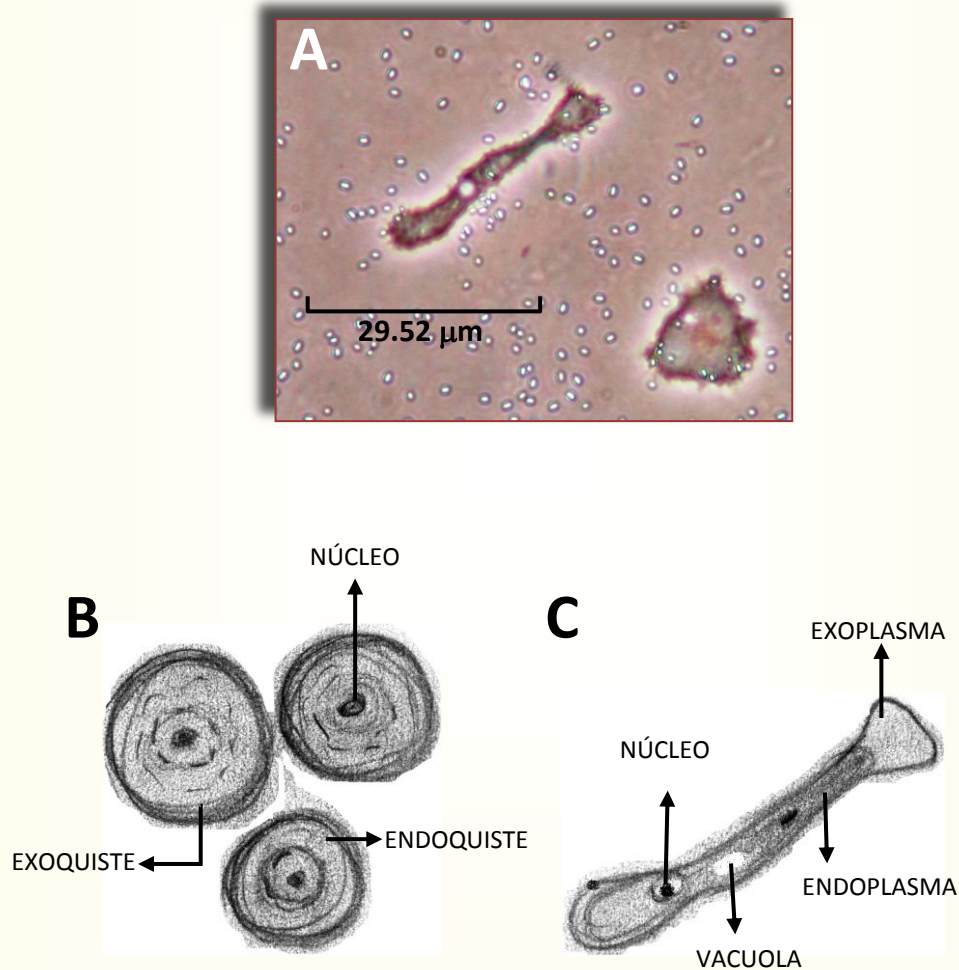 A
29.52 µm
NÚCLEO
B
C
EXOPLASMA
NÚCLEO
EXOQUISTE
ENDOQUISTE
ENDOPLASMA
VACUOLA